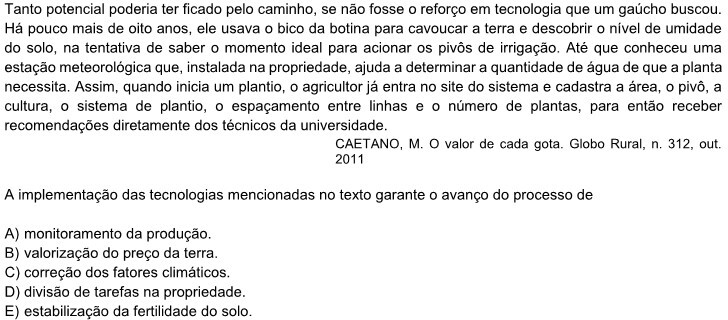 Tanto potencial poderia ter ficado pelo caminho, se não fosse o reforço em tecnologia que um gaúcho buscou.
Há pouco mais de oito anos, ele usava o bico da botina para cavoucar a terra e descobrir o nível de umidade
do solo, na tentativa de saber o momento ideal para acionar os pivôs de irrigação. Até que conheceu uma
estação meteorológica que, instalada na propriedade, ajuda a determinar a quantidade de água de que a planta
necessita. Assim, quando inicia um plantio, o agricultor já entra no site do sistema e cadastra a área, o pivô, a
cultura, o sistema de plantio, o espaçamento entre linhas e o número de plantas, para então receber
recomendações diretamente dos técnicos da universidade.
CAETANO, M. O valor de cada gota. Globo Rural, n. 312, out.
2011
A implementação das tecnologias mencionadas no texto garante o avanço do processo de
A) monitoramento da produção.
B) valorização do preço da terra.
C) correção dos fatores climáticos.
D) divisão de tarefas na propriedade.
E) estabilização da fertilidade do solo.